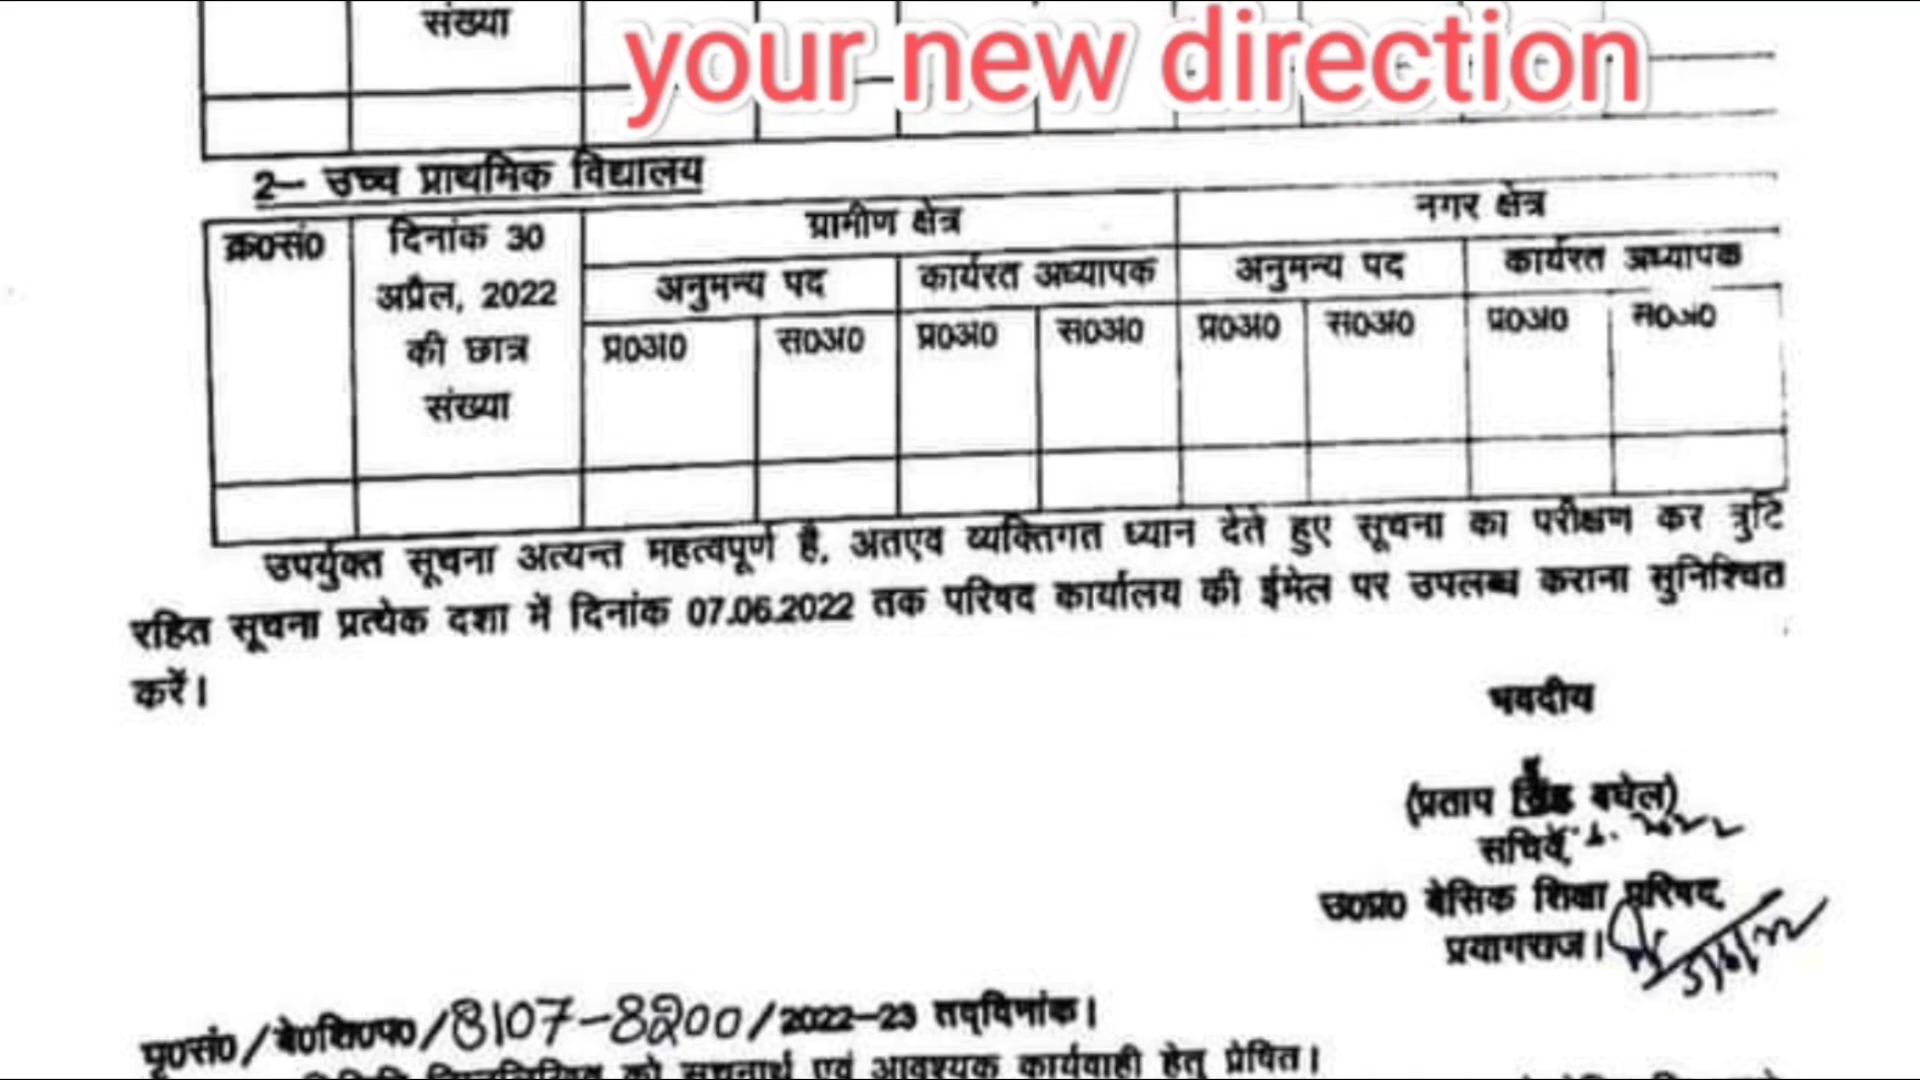 संख्या
your new direction
2— उच्च प्राथमिक विद्यालय
क्र0सं0
दिनांक 30
अप्रैल, 2022
की छात्र
संख्या
ग्रामीण क्षेत्र
नगर क्षेत्र
अनुमन्य पद
कार्यरत अध्यापक
अनुमन्य पद
कार्यरत अध्यापक
प्र0अ0
स0अ0
प्र0अ0
स0अ0
प्र0अ0
स0अ0
प्र0अ0
स0अ0
उपर्युक्त सूचना अत्यन्त महत्वपूर्ण है, अतएव व्यक्तिगत ध्यान देते हुए सूचना का परीक्षण कर त्रुटि
रहित सूचना प्रत्येक दशा में दिनांक 07.06.2022 तक परिषद कार्यालय की ईमेल पर उपलब्ध कराना सुनिश्चित
करें।
भवदीय
(प्रताप सिंह बघेल)
सचिव,
उ0प्र0 बेसिक शिक्षा परिषद,
प्रयागराज।
5/6/22
पृ0सं0/बे0शि0प0/8107-8200/2022-23 तद्दिनांक।
को सूचनार्थ एवं आवश्यक कार्यवाही हेतु प्रेषित।